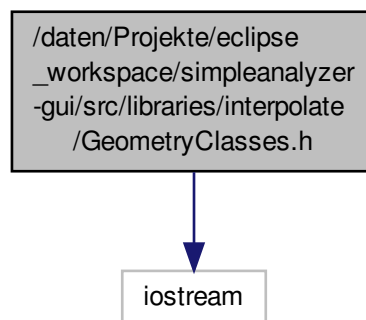 /daten/Projekte/eclipse
_workspace/simpleanalyzer
-gui/src/libraries/interpolate
/GeometryClasses.h
iostream